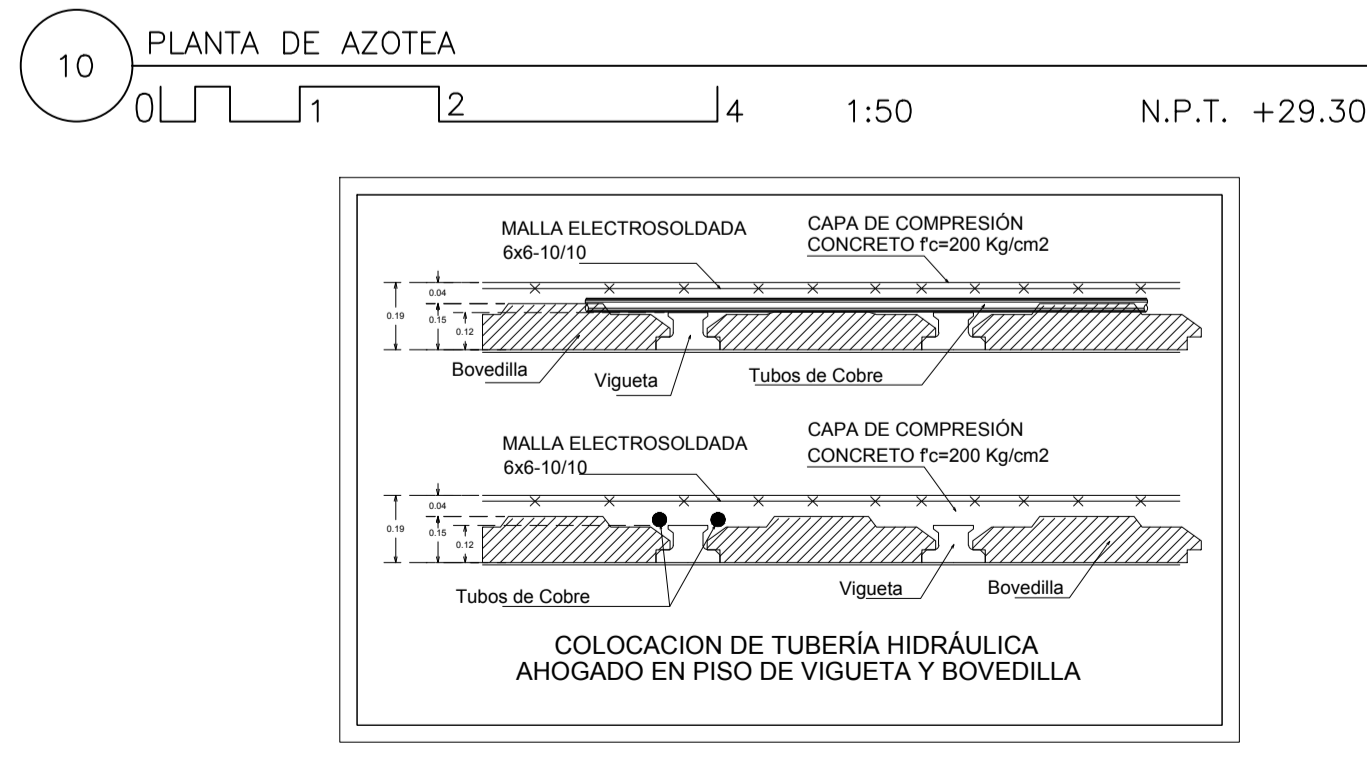 10
PLANTA DE AZOTEA
0 1 2 4 1:50 N.P.T. +29.30
MALLA ELECTROSOLDADA
6x6-10/10
CAPA DE COMPRESIÓN
CONCRETO f'c=200 Kg/cm2
0.04
0.19
0.15
0.12
Bovedilla
Vigueta
Tubos de Cobre
MALLA ELECTROSOLDADA
6x6-10/10
CAPA DE COMPRESIÓN
CONCRETO f'c=200 Kg/cm2
0.04
0.19
0.15
0.12
Tubos de Cobre
Vigueta
Bovedilla
COLOCACION DE TUBERÍA HIDRÁULICA
AHOGADO EN PISO DE VIGUETA Y BOVEDILLA